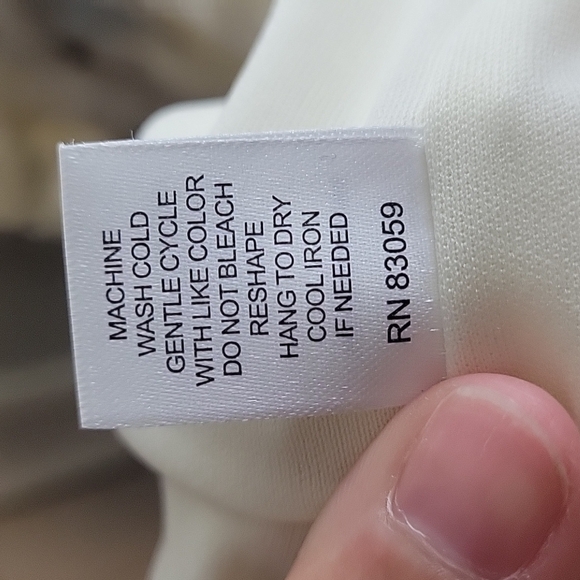 MACHINE
WASH COLD
GENTLE CYCLE
WITH LIKE COLOR
DO NOT BLEACH
RESHAPE
HANG TO DRY
COOL IRON
IF NEEDED
RN 83059